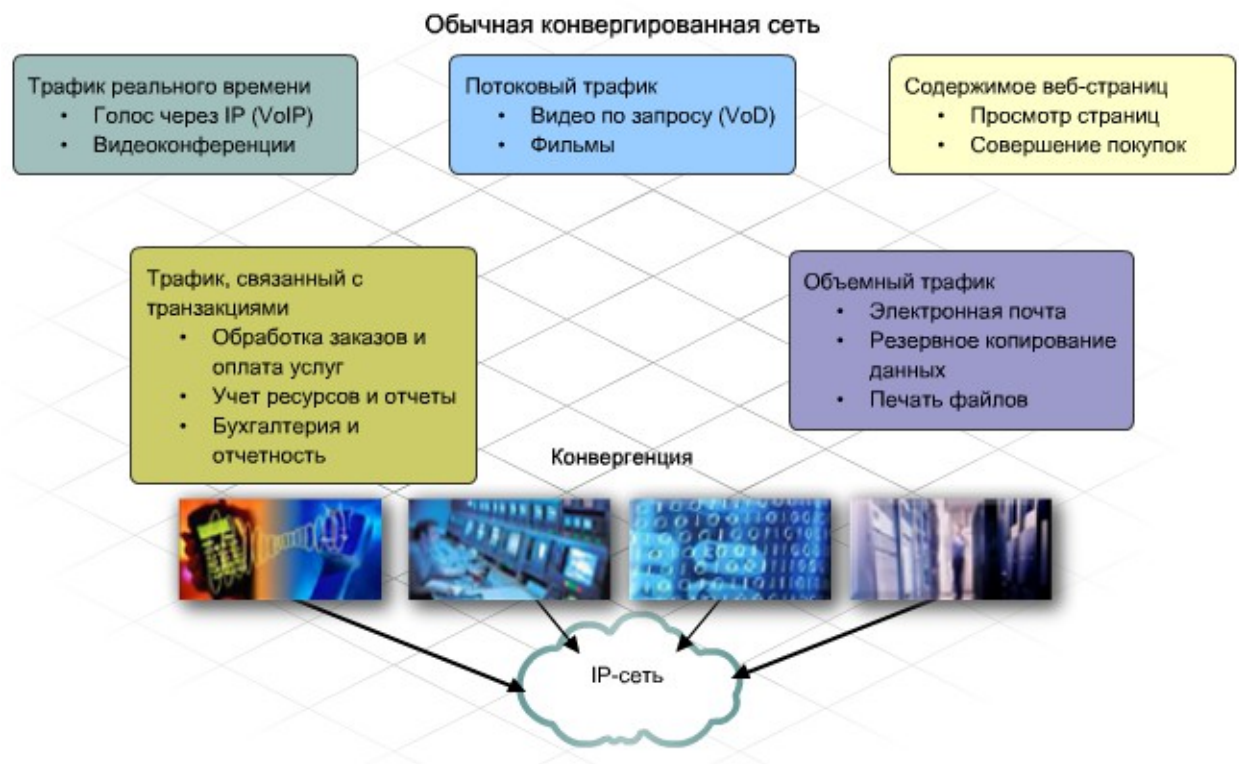 Обычная конвергированная сеть
Трафик реального времени
• Голос через IP (VoIP)
• Видеоконференции
Потоковый трафик
• Видео по запросу (VoD)
• Фильмы
Содержимое веб-страниц
• Просмотр страниц
• Совершение покупок
Трафик, связанный с
транзакциями
• Обработка заказов и
оплата услуг
• Учет ресурсов и отчеты
• Бухгалтерия и
отчетность
Объемный трафик
• Электронная почта
• Резервное копирование
данных
• Печать файлов
Конвергенция
IP-сеть